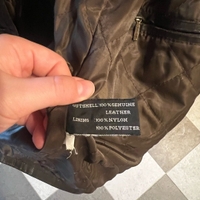 OUTSHELL 100% GENUINE
LEATHER
LINING 100% NYLON
100% POLYESTER